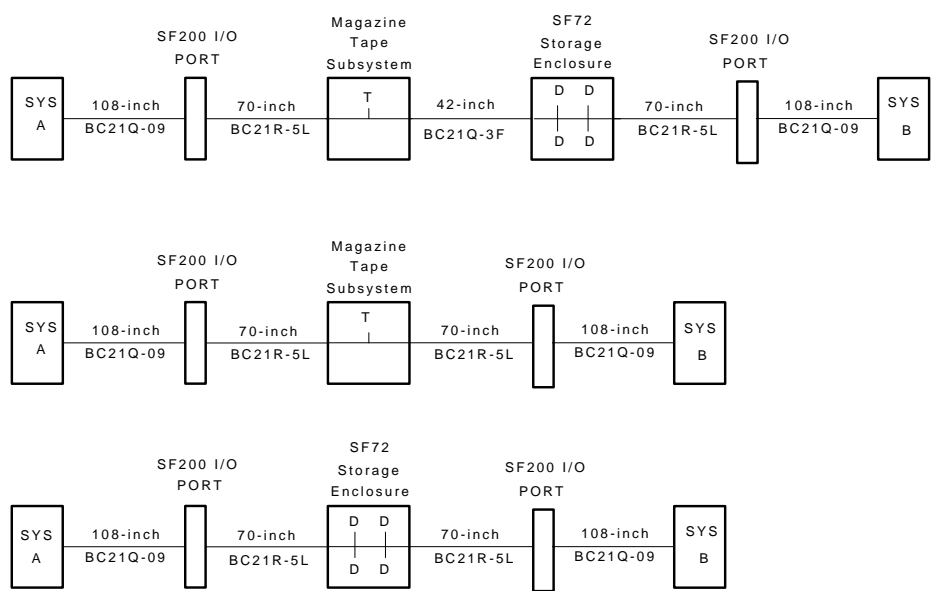 SF200 I/O
PORT
Magazine
Tape
Subsystem
SF72
Storage
Enclosure
SF200 I/O
PORT
SYS
A
108-inch
BC21Q-09
70-inch
BC21R-5L
T
42-inch
BC21Q-3F
D D
D D
70-inch
BC21R-5L
108-inch
BC21Q-09
SYS
B
SF200 I/O
PORT
Magazine
Tape
Subsystem
SF200 I/O
PORT
SYS
A
108-inch
BC21Q-09
70-inch
BC21R-5L
T
70-inch
BC21R-5L
108-inch
BC21Q-09
SYS
B
SF200 I/O
PORT
SF72
Storage
Enclosure
SF200 I/O
PORT
SYS
A
108-inch
BC21Q-09
70-inch
BC21R-5L
D D
D D
70-inch
BC21R-5L
108-inch
BC21Q-09
SYS
B